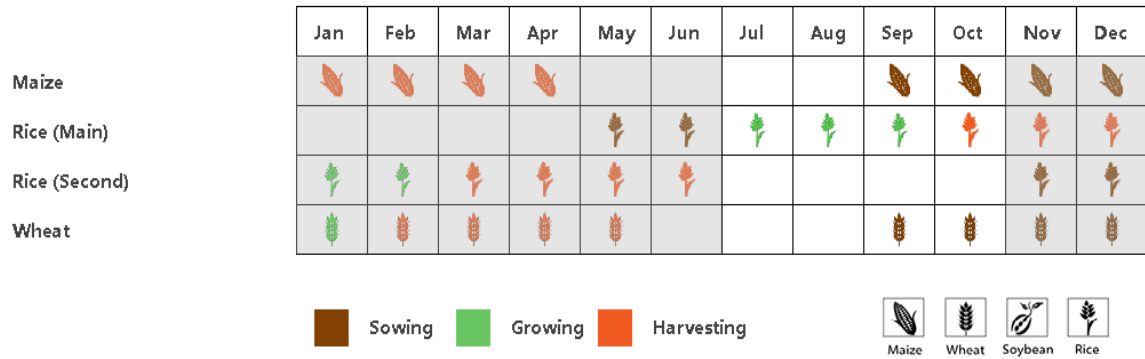 Jan Feb Mar Apr May Jun Jul Aug Sep Oct Nov Dec
Maize
Rice (Main)
Rice (Second)
Wheat
Sowing Growing Harvesting
Maize Wheat Soybean Rice